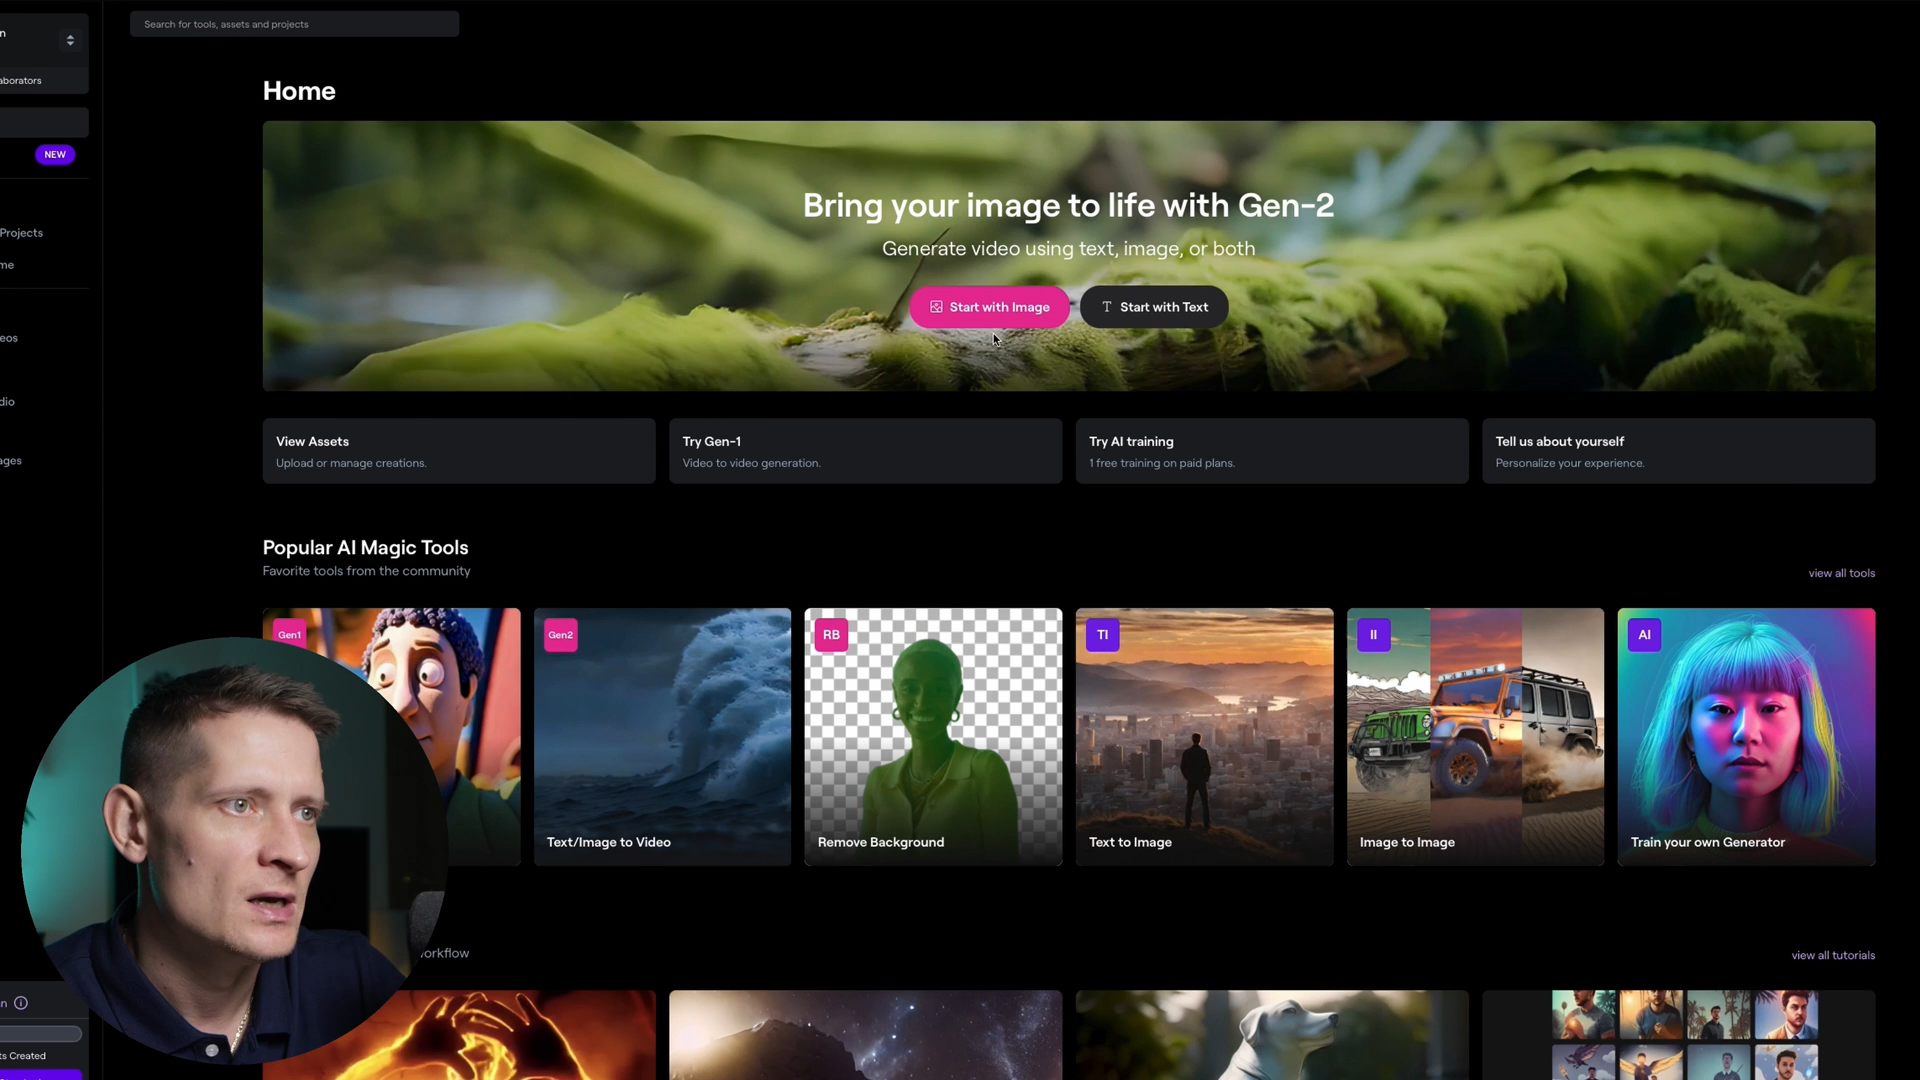 Search for tools, assets and projects
n
aborators
NEW
Projects
me
eos
dio
ages
n
ts Created
Home
Bring your image to life with Gen-2
Generate video using text, image, or both
Start with Image
T Start with Text
View Assets
Upload or manage creations.
Try Gen-1
Video to video generation.
Try AI training
1 free training on paid plans.
Tell us about yourself
Personalize your experience.
Popular AI Magic Tools
Favorite tools from the community
view all tools
Gen1
Gen2
Text/Image to Video
RB
Remove Background
TI
Text to Image
II
Image to Image
AI
Train your own Generator
orkflow
view all tutorials